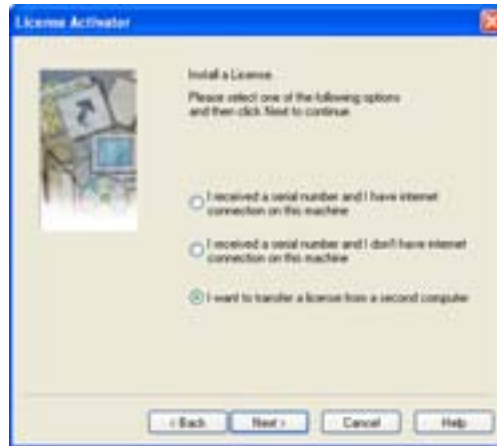 License Activator
Install a License
Please select one of the following options
and then click Next to continue.
I received a serial number and I have internet
connection on this machine
I received a serial number and I don't have internet
connection on this machine
I want to transfer a license from a second computer
< Back
Next >
Cancel
Help